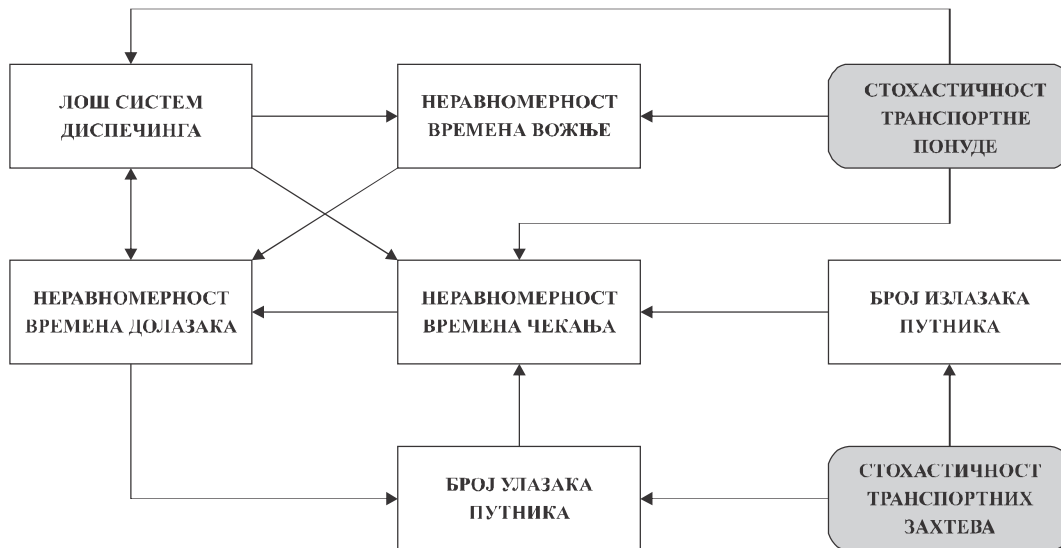 ЛОШ СИСТЕМ
ДИСПЕЧИНГА
НЕРАВНОМЕРНОСТ
ВРЕМЕНА ВОЖЊЕ
СТОХАСТИЧНОСТ
ТРАНСПОРТНЕ
ПОНУДЕ
НЕРАВНОМЕРНОСТ
ВРЕМЕНА ДОЛАЗАКА
НЕРАВНОМЕРНОСТ
ВРЕМЕНА ЧЕКАЊА
БРОЈ ИЗЛАЗАКА
ПУТНИКА
БРОЈ УЛАЗАКА
ПУТНИКА
СТОХАСТИЧНОСТ
ТРАНСПОРТНИХ
ЗАХТЕВА